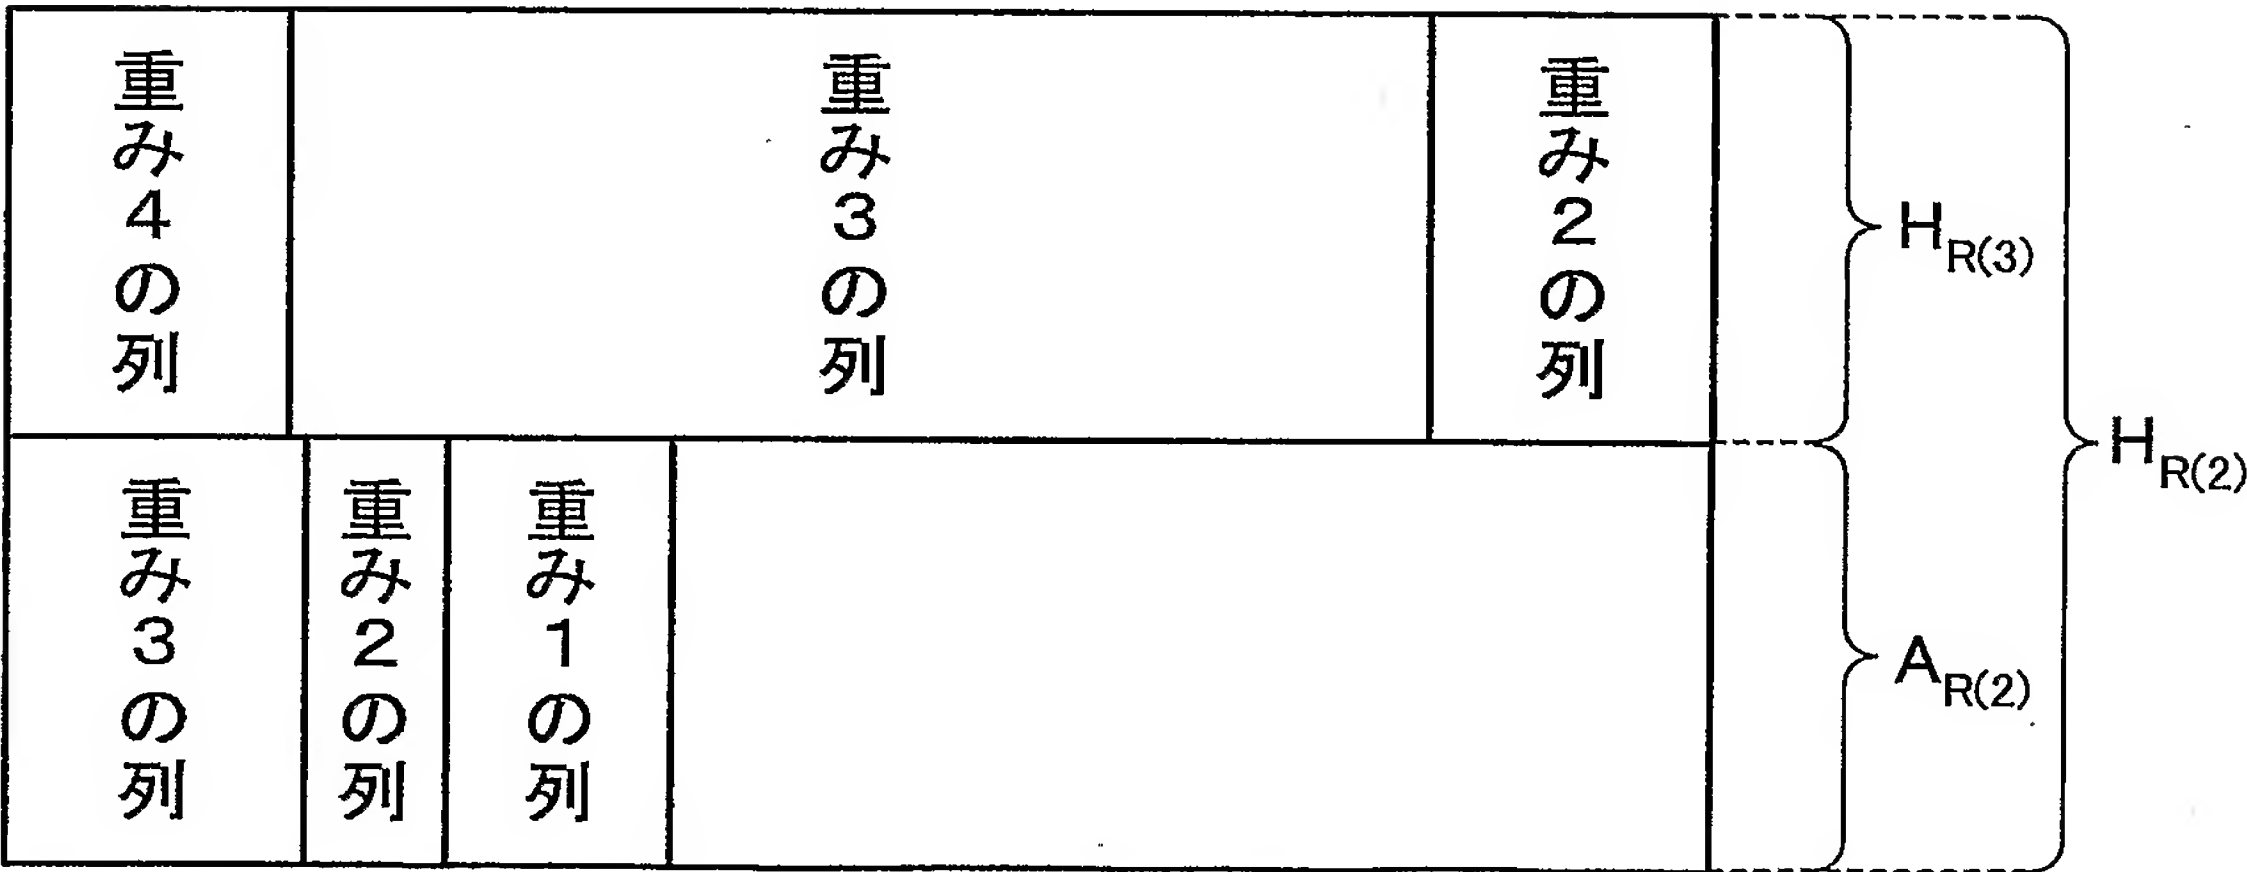 重み4の列
重み3の列
重み2の列
H_R(3)
H_R(2)
重み3の列
重み2の列
重み1の列
A_R(2)